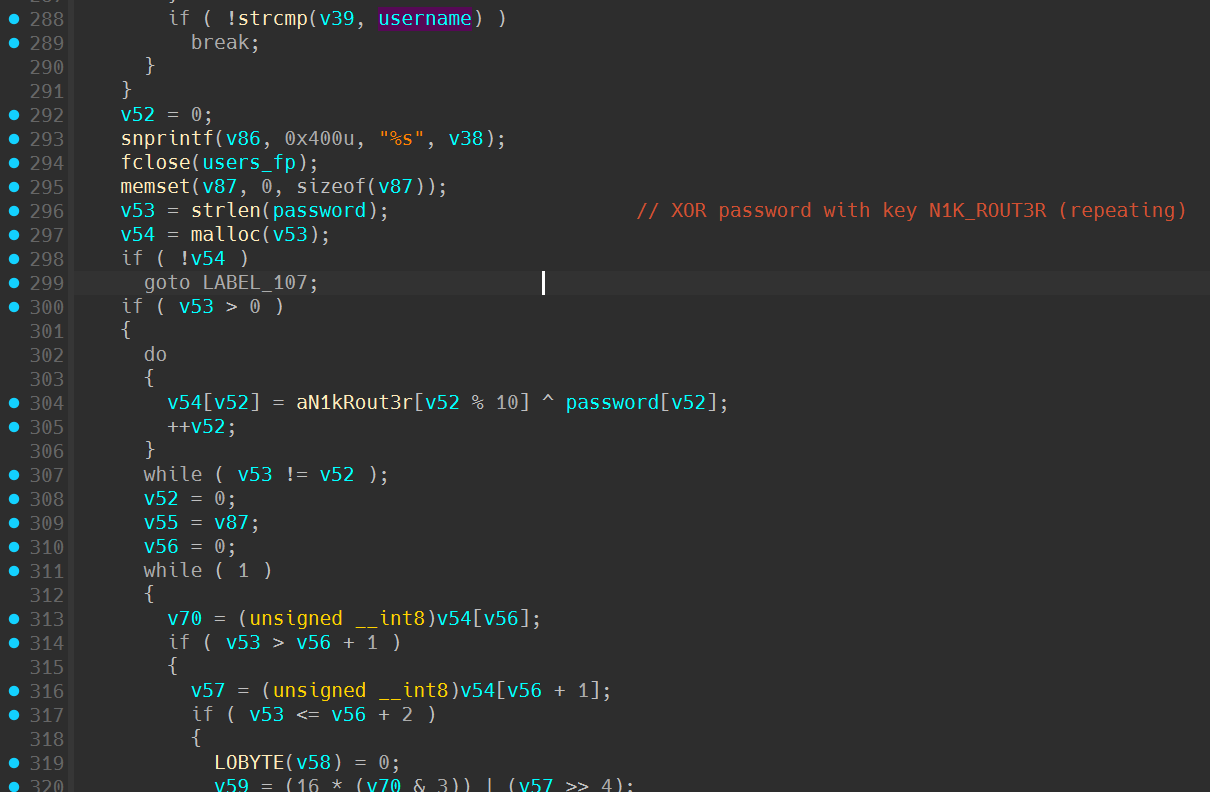 288 if ( !strcmp(v39, username) )
289 break;
290 }
291 }
292 v52 = 0;
293 snprintf(v86, 0x400u, "%s", v38);
294 fclose(users_fp);
295 memset(v87, 0, sizeof(v87));
296 v53 = strlen(password); // XOR password with key N1K_ROUT3R (repeating)
297 v54 = malloc(v53);
298 if ( !v54 )
299 goto LABEL_107;
300 if ( v53 > 0 )
301 {
302 do
303 {
304 v54[v52] = aN1kRout3r[v52 % 10] ^ password[v52];
305 ++v52;
306 }
307 while ( v53 != v52 );
308 v52 = 0;
309 v55 = v87;
310 v56 = 0;
311 while ( 1 )
312 {
313 v70 = (unsigned __int8)v54[v56];
314 if ( v53 > v56 + 1 )
315 {
316 v57 = (unsigned __int8)v54[v56 + 1];
317 if ( v53 <= v56 + 2 )
318 {
319 LOBYTE(v58) = 0;
320 v59 = (16 * (v70 & 3)) | (v57 >> 4);